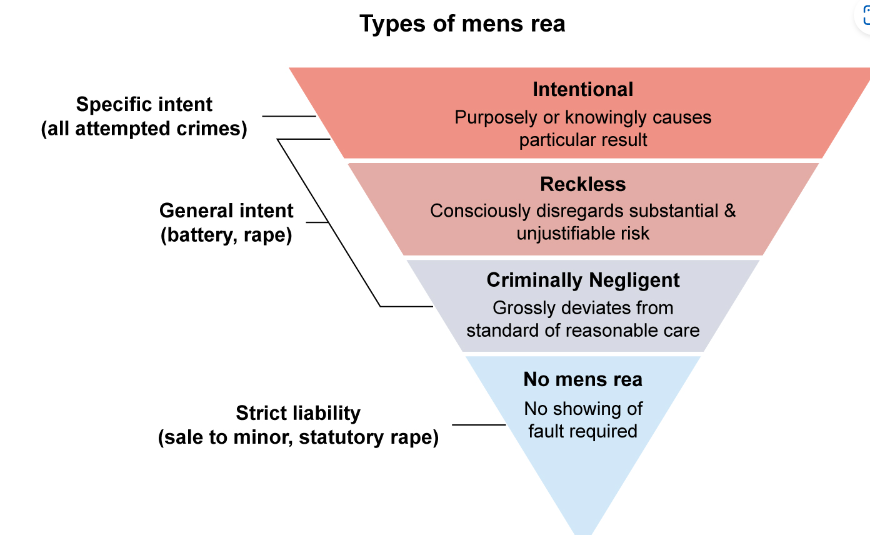 Types of mens rea
Specific intent
(all attempted crimes)
Intentional
Purposely or knowingly causes
particular result
General intent
(battery, rape)
Reckless
Consciously disregards substantial &
unjustifiable risk
Criminally Negligent
Grossly deviates from
standard of reasonable care
Strict liability
(sale to minor, statutory rape)
No mens rea
No showing of
fault required